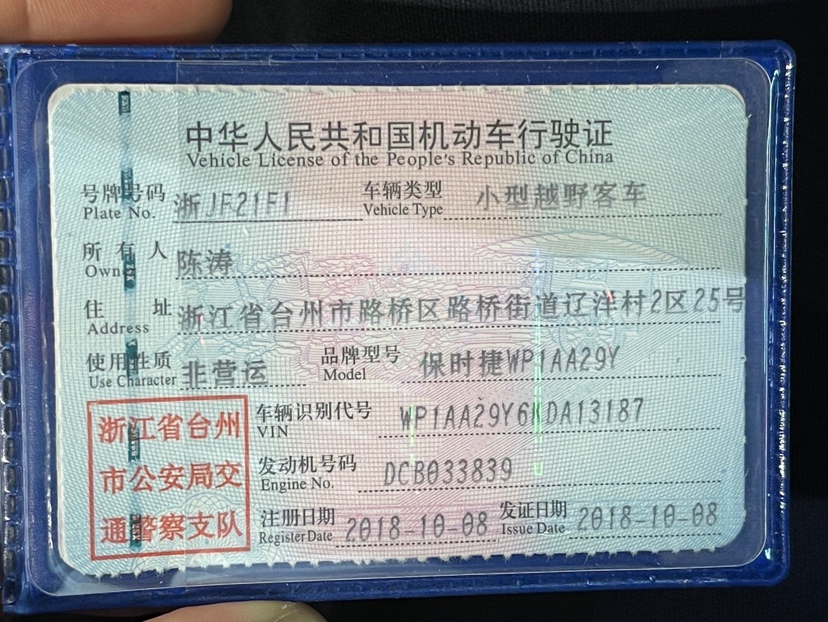 中华人民共和国机动车行驶证
Vehicle License of the People's Republic of China
号牌号码 浙JF21F1 车辆类型 小型越野客车
Plate No. Vehicle Type
所有人 陈涛
Owner
住址 浙江省台州市路桥区路桥街道辽洋村2区25号
Address
使用性质 非营运 品牌型号 保时捷WP1AA29Y
Use Character Model
浙江省台州
市公安局交
通警察支队
车辆识别代号 WP1AA29Y6KDA13187
VIN
发动机号码 DCB033839
Engine No.
注册日期 2018-10-08 发证日期 2018-10-08
Register Date Issue Date